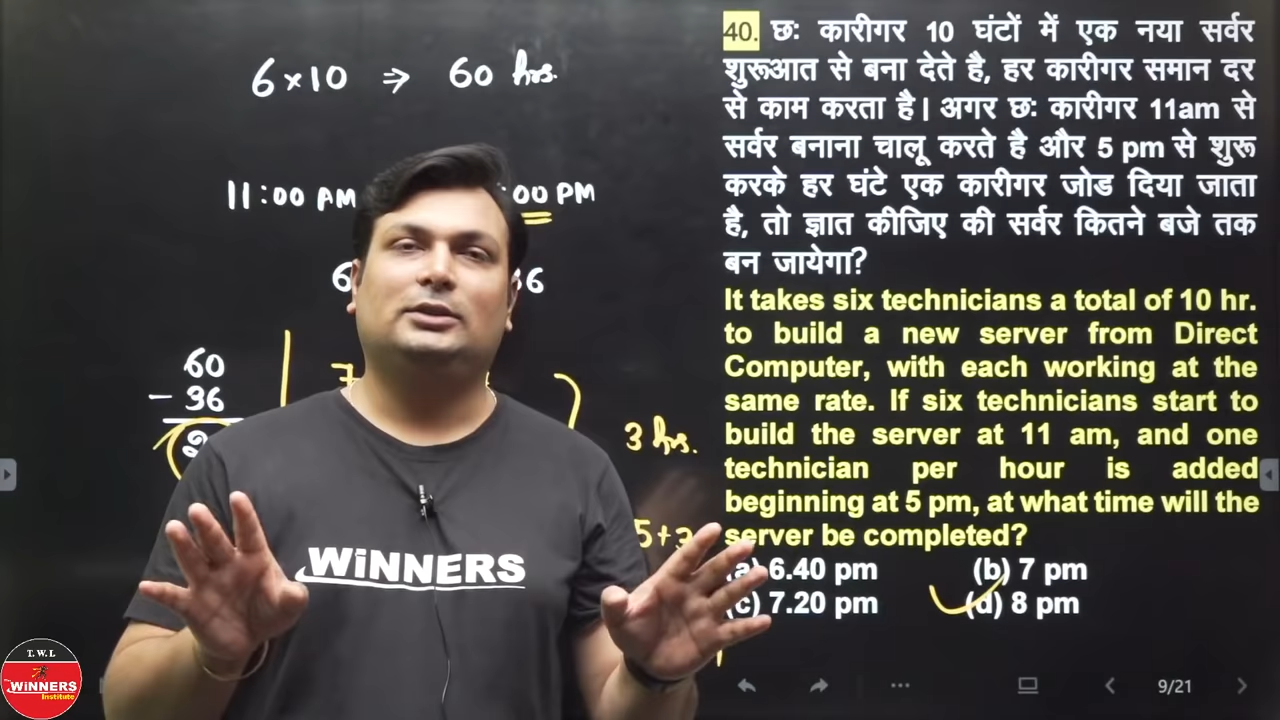 6×10 ⇒ 60 hrs.
11:00 AM :00 PM
6 36
60
- 36
7
3 hrs.
5+3
WiNNERS
40. छः कारीगर 10 घंटों में एक नया सर्वर
शुरूआत से बना देते है, हर कारीगर समान दर
से काम करता है। अगर छः कारीगर 11am से
सर्वर बनाना चालू करते है और 5 pm से शुरू
करके हर घंटे एक कारीगर जोड दिया जाता
है, तो ज्ञात कीजिए की सर्वर कितने बजे तक
बन जायेगा?
It takes six technicians a total of 10 hr.
to build a new server from Direct
Computer, with each working at the
same rate. If six technicians start to
build the server at 11 am, and one
technician per hour is added
beginning at 5 pm, at what time will the
server be completed?
(a) 6.40 pm (b) 7 pm
(c) 7.20 pm (d) 8 pm
T.W.L
WiNNERS
Institute
9/21